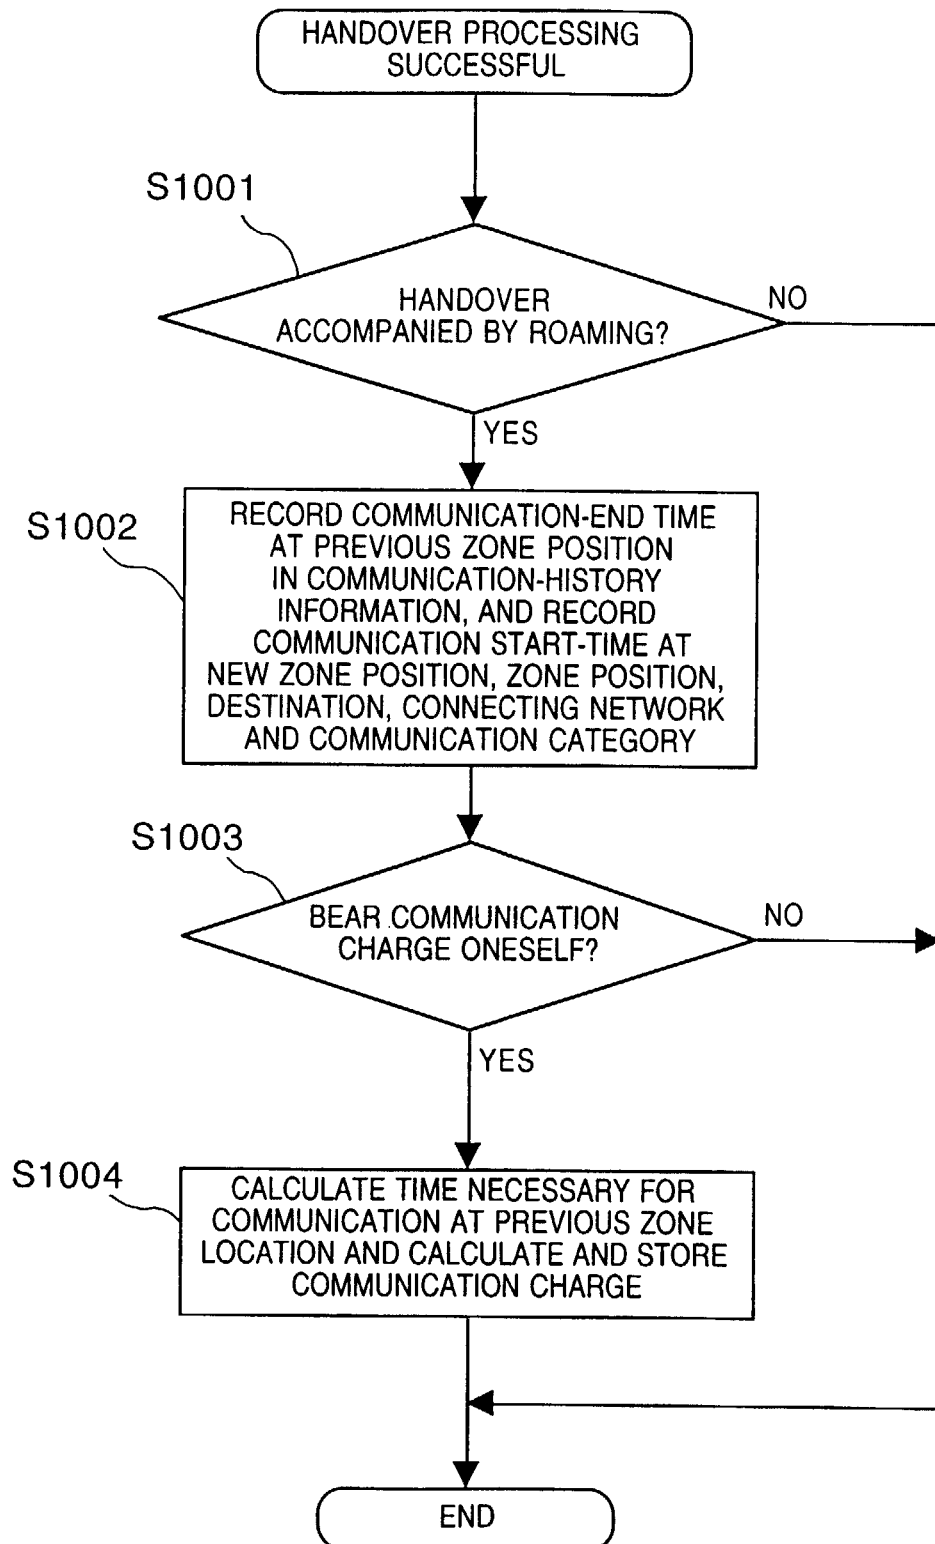 HANDOVER PROCESSING
SUCCESSFUL
S1001
HANDOVER
ACCOMPANIED BY ROAMING?
NO
YES
S1002
RECORD COMMUNICATION-END TIME
AT PREVIOUS ZONE POSITION
IN COMMUNICATION-HISTORY
INFORMATION, AND RECORD
COMMUNICATION START-TIME AT
NEW ZONE POSITION, ZONE POSITION,
DESTINATION, CONNECTING NETWORK
AND COMMUNICATION CATEGORY
S1003
BEAR COMMUNICATION
CHARGE ONESELF?
NO
YES
S1004
CALCULATE TIME NECESSARY FOR
COMMUNICATION AT PREVIOUS ZONE
LOCATION AND CALCULATE AND STORE
COMMUNICATION CHARGE
END